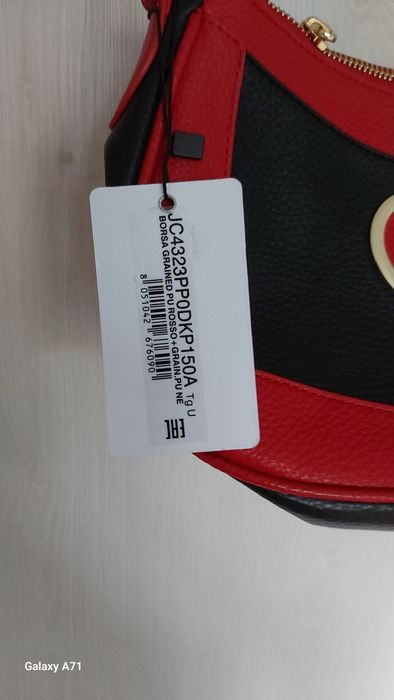 JC4323PP0DKP150A Tg U
BORSA GRAINED PU ROSSO+GRAIN.PU NE
8 051042 676090
Galaxy A71